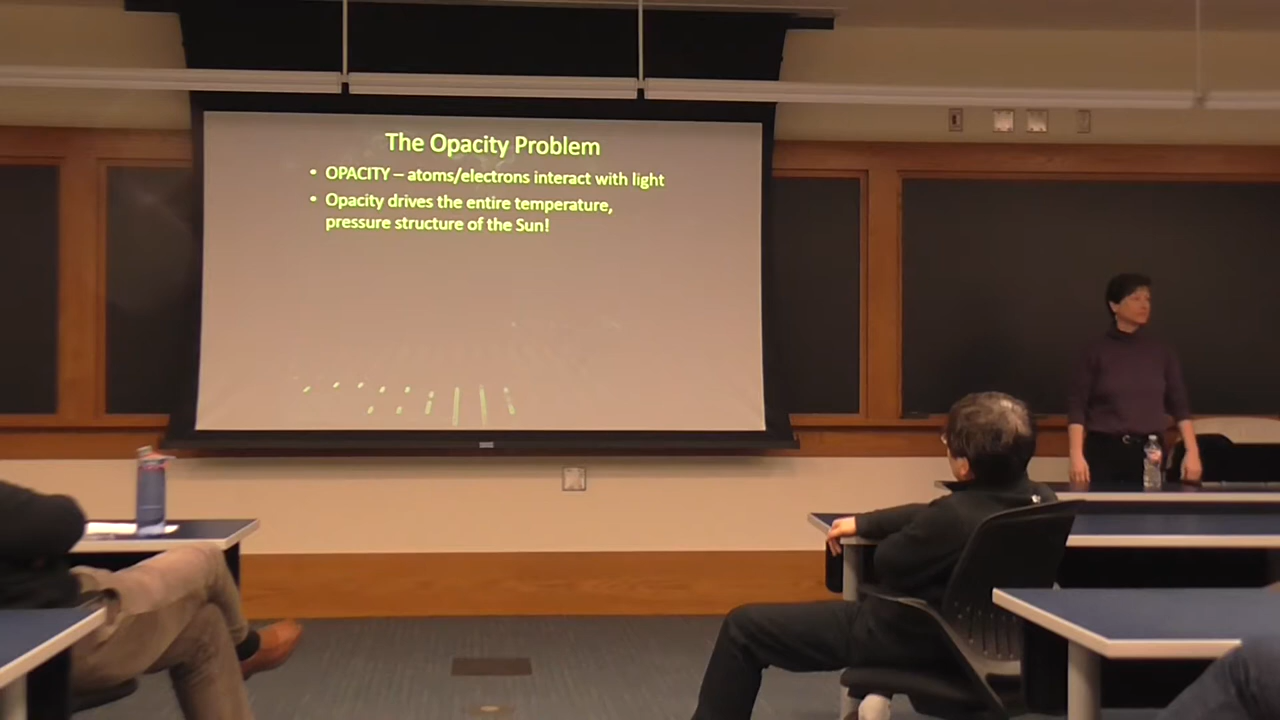 The Opacity Problem
• OPACITY – atoms/electrons interact with light
• Opacity drives the entire temperature,
pressure structure of the Sun!